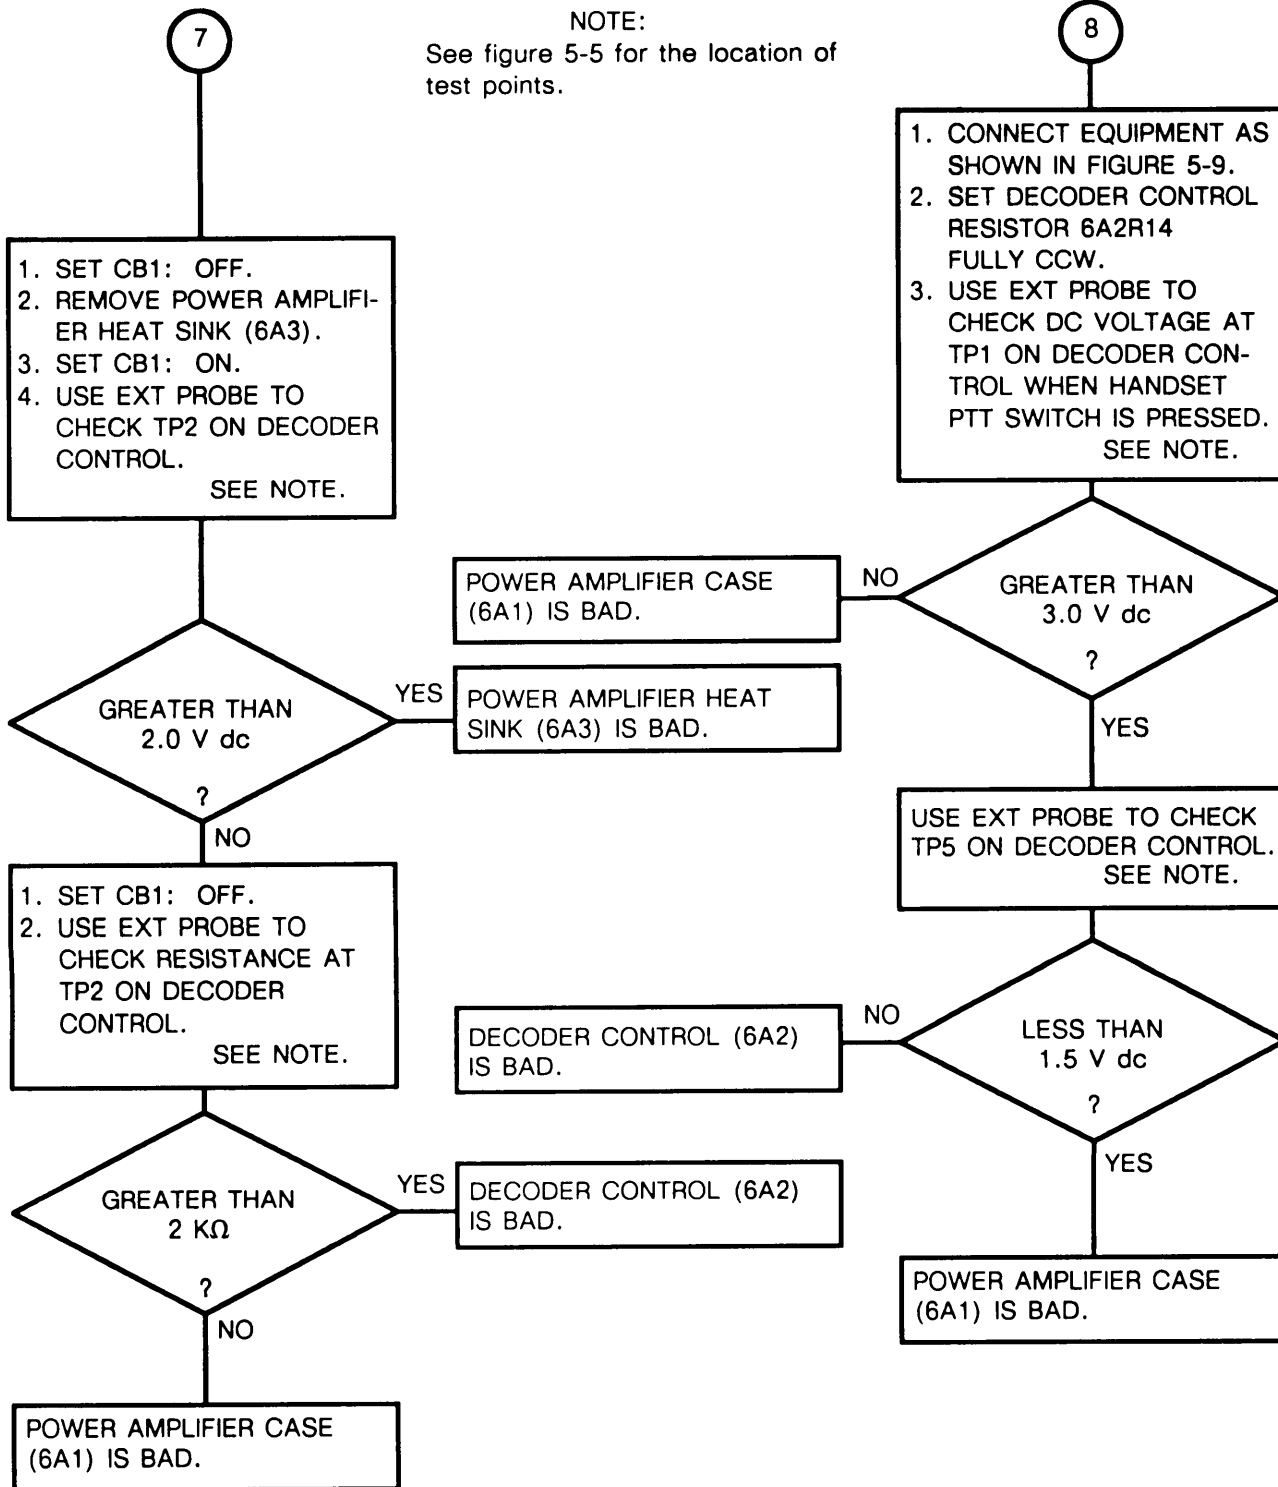 7
NOTE:
See figure 5-5 for the location of
test points.
1. SET CB1: OFF.
2. REMOVE POWER AMPLIFI-
ER HEAT SINK (6A3).
3. SET CB1: ON.
4. USE EXT PROBE TO
CHECK TP2 ON DECODER
CONTROL.
SEE NOTE.
GREATER THAN
2.0 V dc
?
YES
POWER AMPLIFIER HEAT
SINK (6A3) IS BAD.
NO
1. SET CB1: OFF.
2. USE EXT PROBE TO
CHECK RESISTANCE AT
TP2 ON DECODER
CONTROL.
SEE NOTE.
GREATER THAN
2 KΩ
?
YES
DECODER CONTROL (6A2)
IS BAD.
NO
POWER AMPLIFIER CASE
(6A1) IS BAD.
8
1. CONNECT EQUIPMENT AS
SHOWN IN FIGURE 5-9.
2. SET DECODER CONTROL
RESISTOR 6A2R14
FULLY CCW.
3. USE EXT PROBE TO
CHECK DC VOLTAGE AT
TP1 ON DECODER CON-
TROL WHEN HANDSET
PTT SWITCH IS PRESSED.
SEE NOTE.
GREATER THAN
3.0 V dc
?
NO
POWER AMPLIFIER CASE
(6A1) IS BAD.
YES
USE EXT PROBE TO CHECK
TP5 ON DECODER CONTROL.
SEE NOTE.
LESS THAN
1.5 V dc
?
NO
DECODER CONTROL (6A2)
IS BAD.
YES
POWER AMPLIFIER CASE
(6A1) IS BAD.